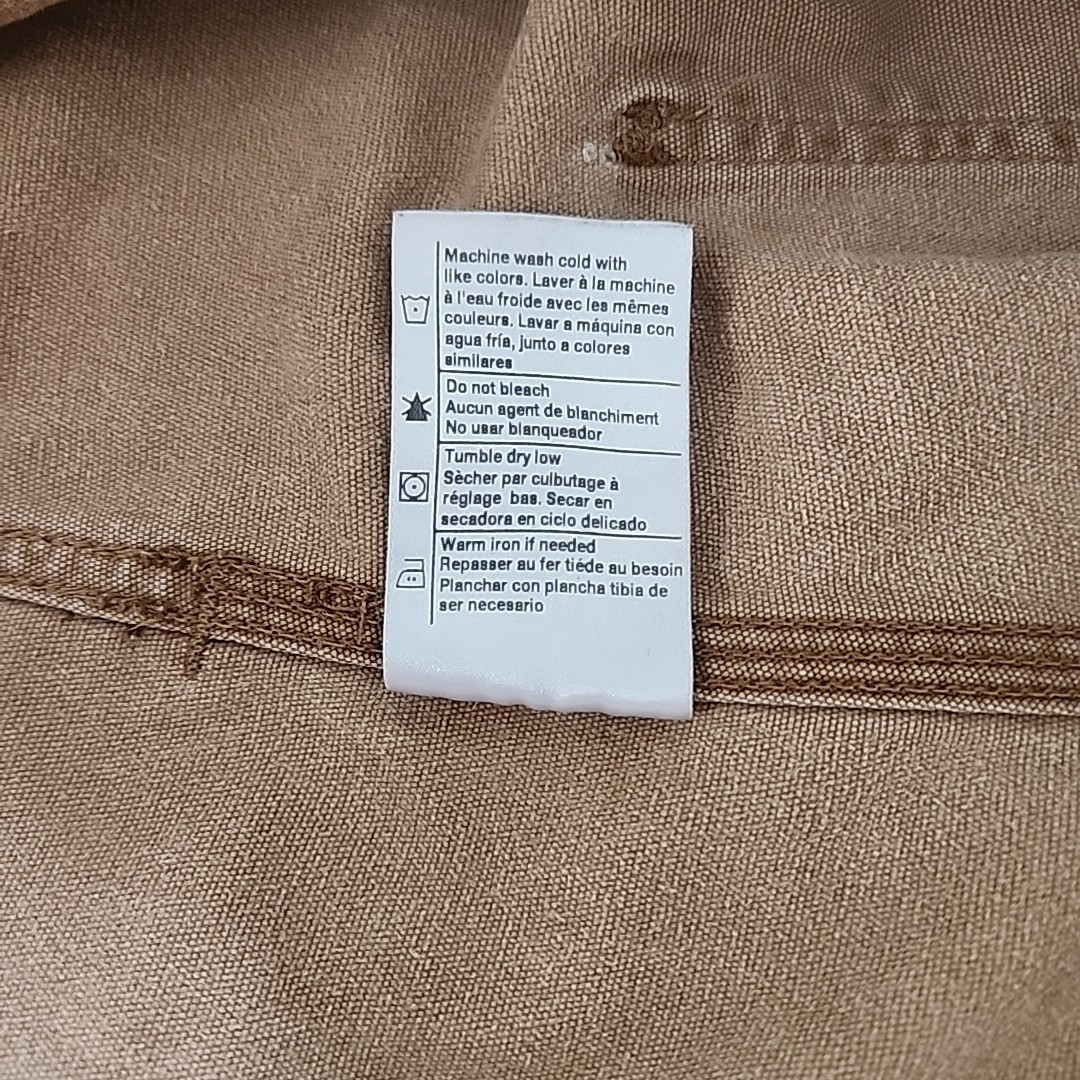 Machine wash cold with
like colors. Laver à la machine
à l'eau froide avec les mêmes
couleurs. Lavar a máquina con
agua fría, junto a colores
similares
Do not bleach
Aucun agent de blanchiment
No usar blanqueador
Tumble dry low
Sècher par culbutage à
réglage bas. Secar en
secadora en ciclo delicado
Warm iron if needed
Repasser au fer tiéde au besoin
Planchar con plancha tibia de
ser necesario